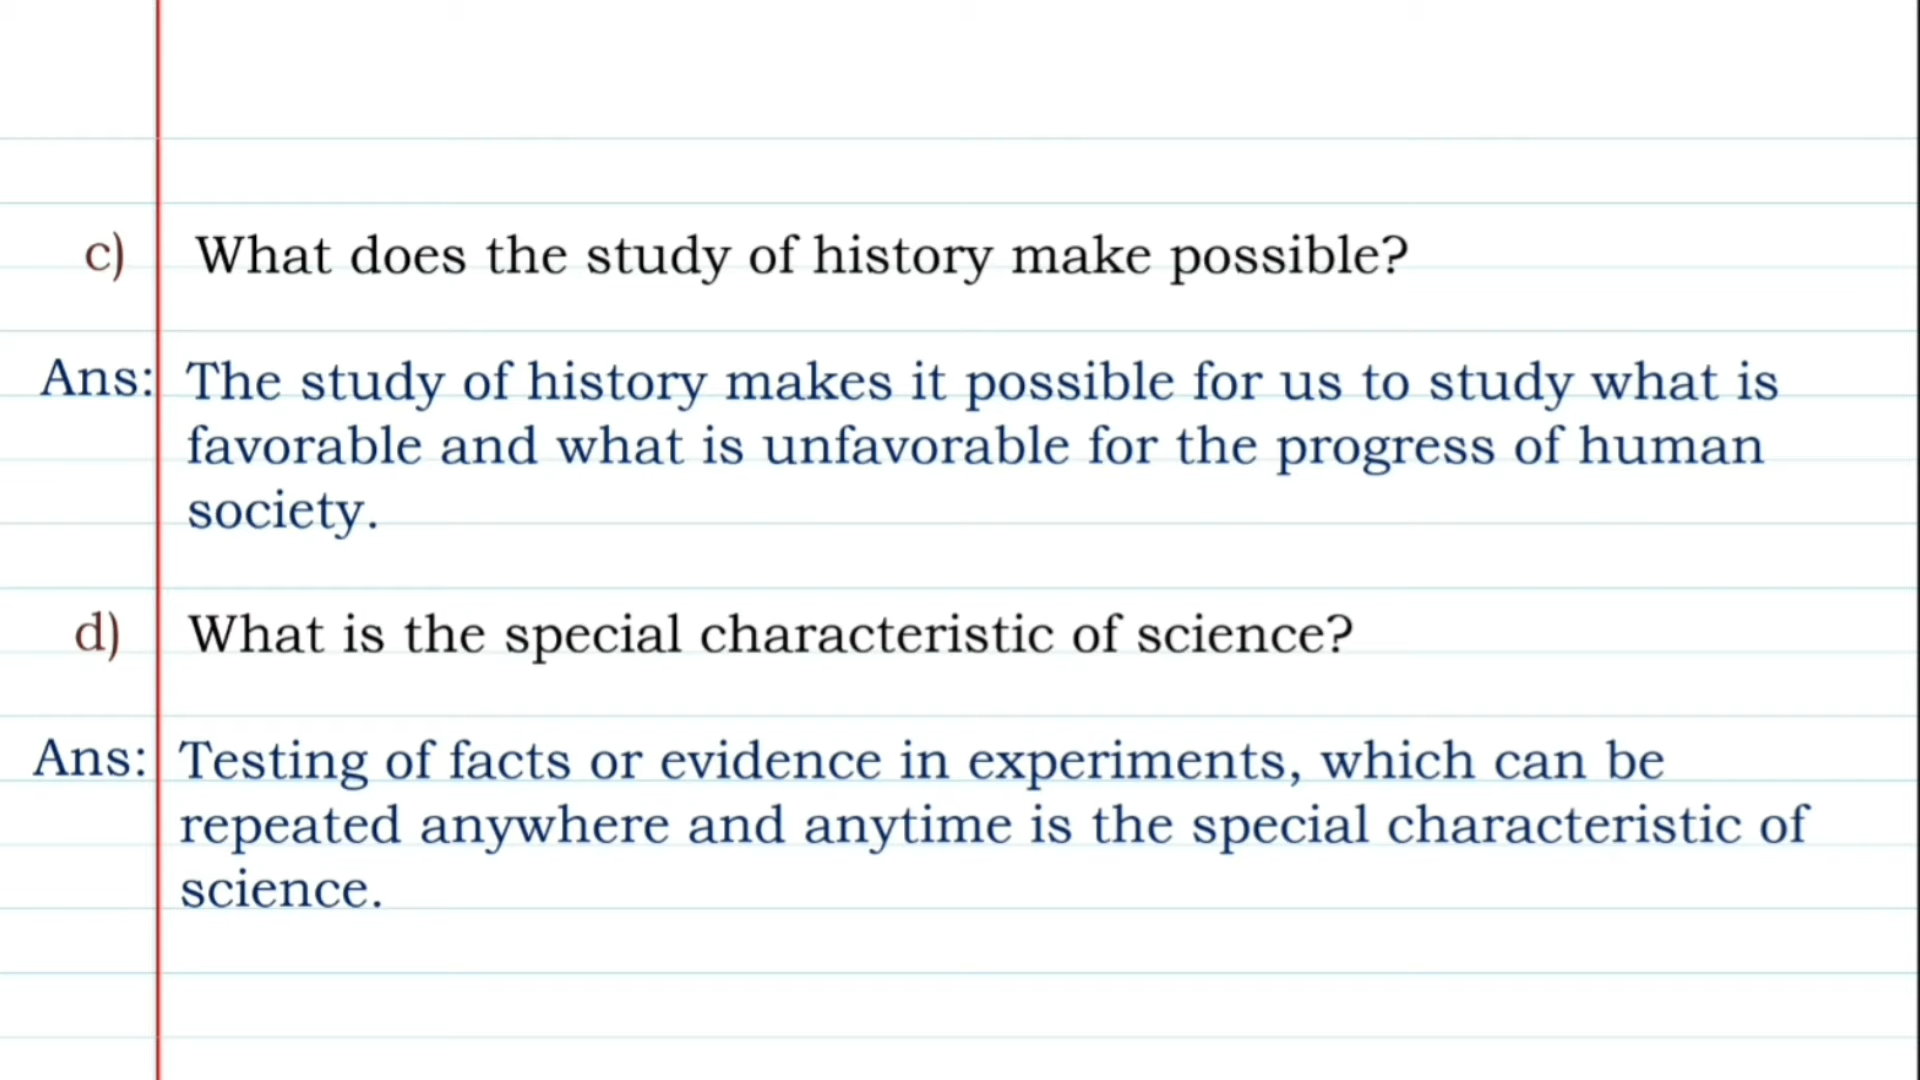 c) What does the study of history make possible?
Ans: The study of history makes it possible for us to study what is
favorable and what is unfavorable for the progress of human
society.
d) What is the special characteristic of science?
Ans: Testing of facts or evidence in experiments, which can be
repeated anywhere and anytime is the special characteristic of
science.